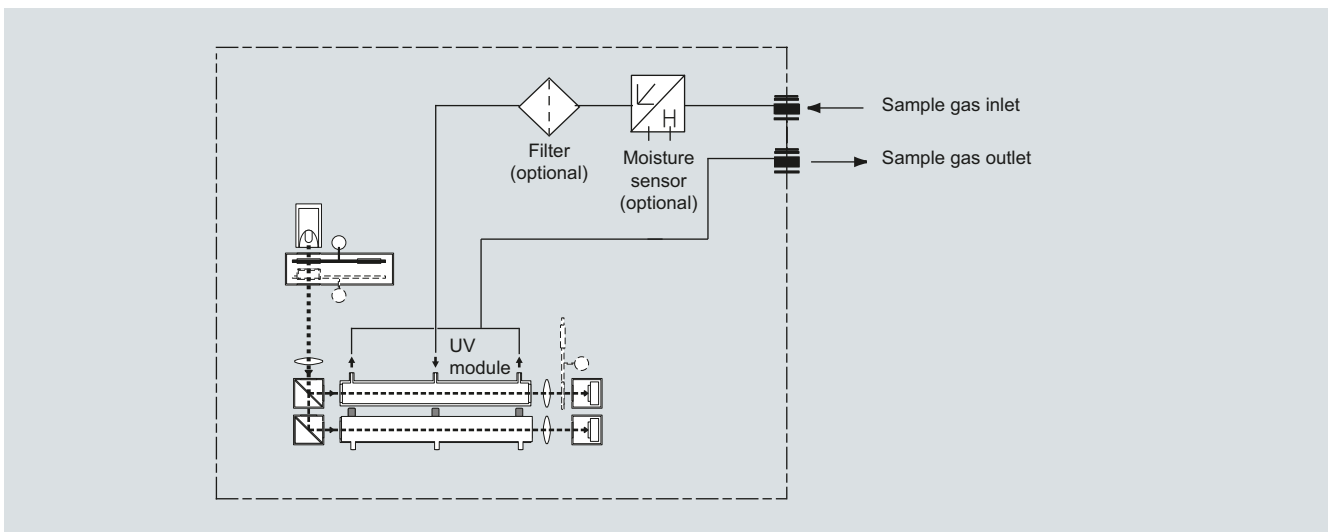 Sample gas inlet
Sample gas outlet
Filter
(optional)
H
Moisture
sensor
(optional)
UV
module